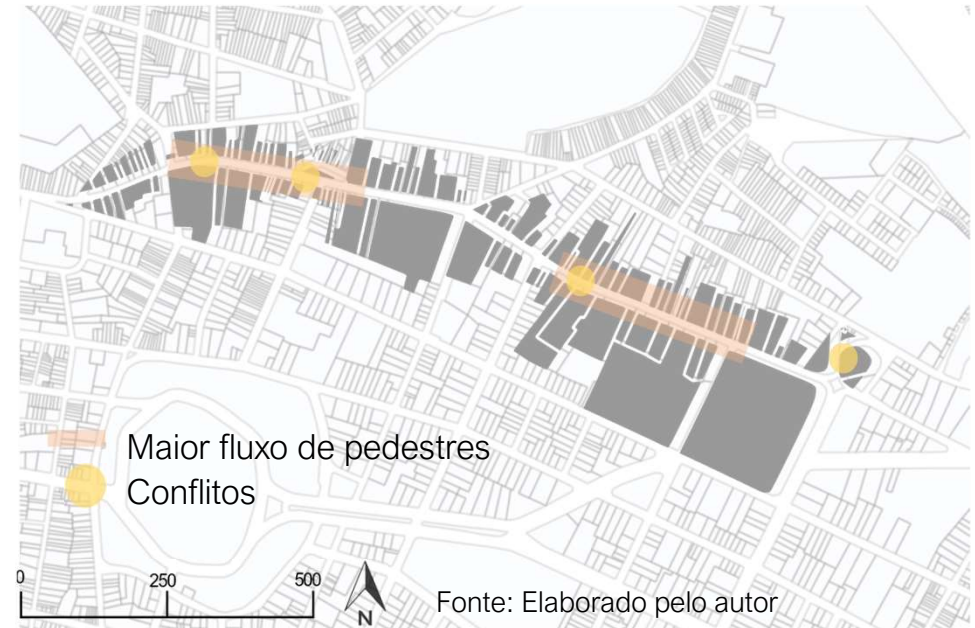 Maior fluxo de pedestres
Conflitos
0 250 500
N
Fonte: Elaborado pelo autor